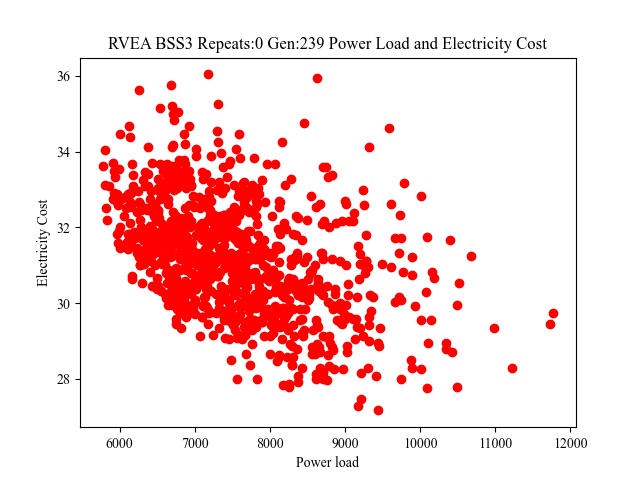 RVEA BSS3 Repeats:0 Gen:239 Power Load and Electricity Cost
36
34
32
30
28
Electricity Cost
6000 7000 8000 9000 10000 11000 12000
Power load